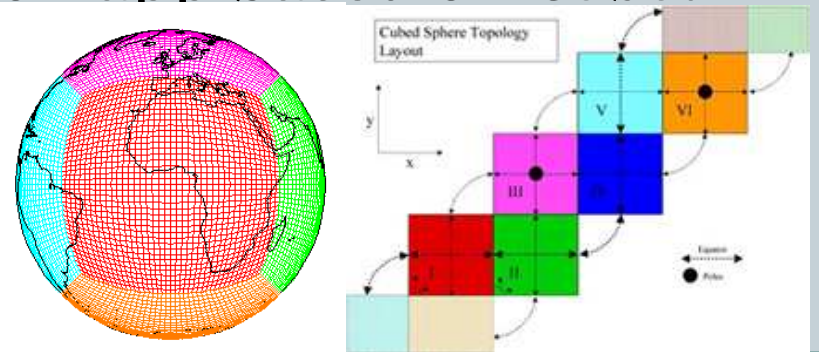 Cubed Sphere Topology
Layout
y
x
V
VI
III
I
II
Equator
Poles